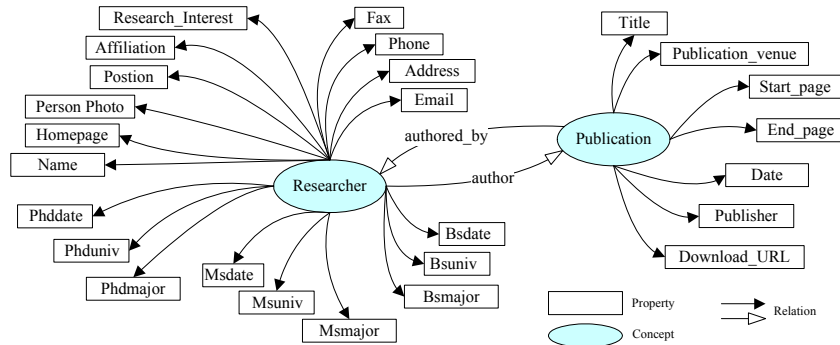 Research_Interest
Fax
Title
Affiliation
Phone
Publication_venue
Postion
Address
Start_page
Person Photo
Email
Homepage
authored_by
Publication
End_page
Name
Researcher
author
Date
Phddate
Publisher
Phduniv
Bsdate
Download_URL
Msdate
Bsuniv
Phdmajor
Msuniv
Bsmajor
Property
Relation
Msmajor
Concept